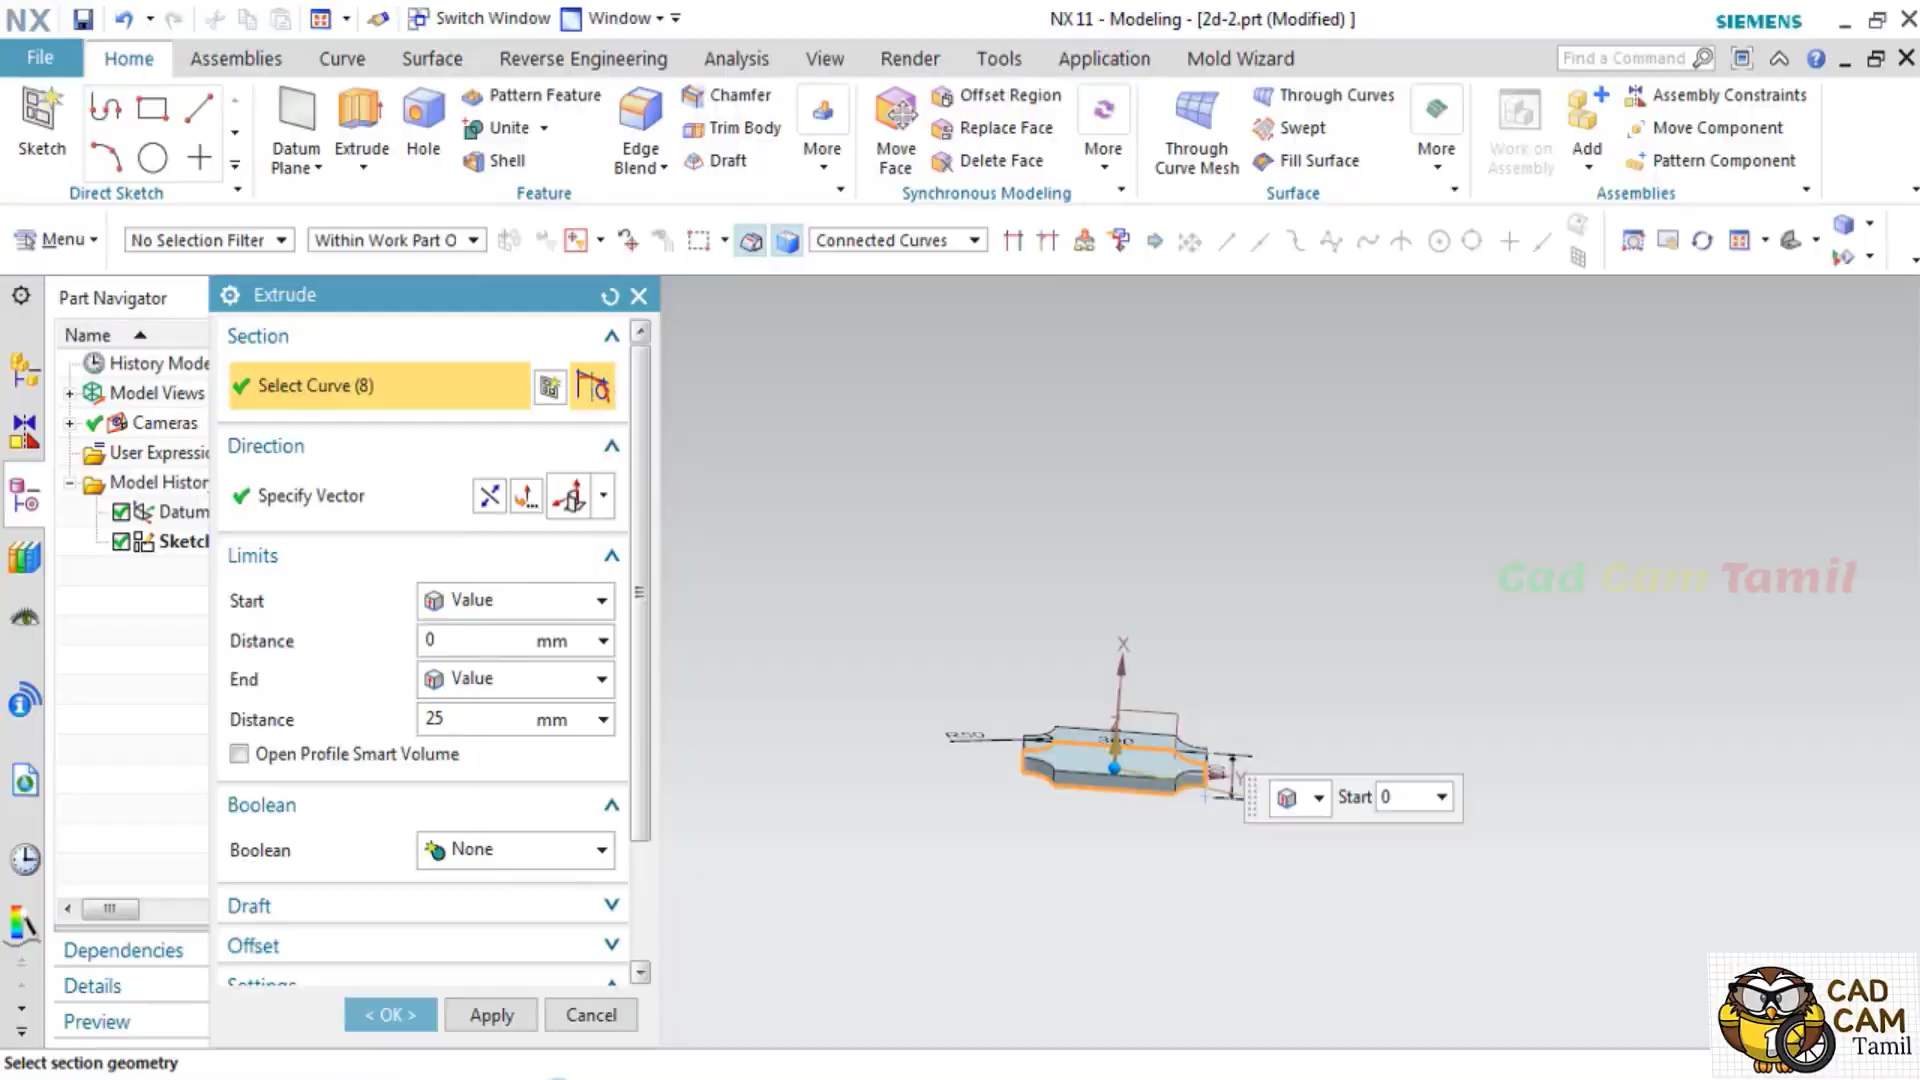 NX
Switch Window
Window
NX 11 - Modeling - [2d-2.prt (Modified) ]
SIEMENS
File
Home
Assemblies
Curve
Surface
Reverse Engineering
Analysis
View
Render
Tools
Application
Mold Wizard
Find a Command
Sketch
Direct Sketch
Datum
Plane
Extrude
Hole
Pattern Feature
Unite
Shell
Edge
Blend
Chamfer
Trim Body
Draft
More
Feature
Move
Face
Offset Region
Replace Face
Delete Face
More
Synchronous Modeling
Through
Curve Mesh
Through Curves
Swept
Fill Surface
More
Surface
Work on
Assembly
Add
Assembly Constraints
Move Component
Pattern Component
Assemblies
Menu
No Selection Filter
Within Work Part O
Connected Curves
Part Navigator
Name
History Mode
Model Views
Cameras
User Expressio
Model Histor
Datum
Sketc
Dependencies
Details
Preview
Extrude
Section
Select Curve (8)
Direction
Specify Vector
Limits
Start
Value
Distance
0
mm
End
Value
Distance
25
mm
Open Profile Smart Volume
Boolean
Boolean
None
Draft
Offset
Settings
< OK >
Apply
Cancel
Cad Cam Tamil
X
R50
300
Y
Start
0
CAD
CAM
Tamil
Select section geometry